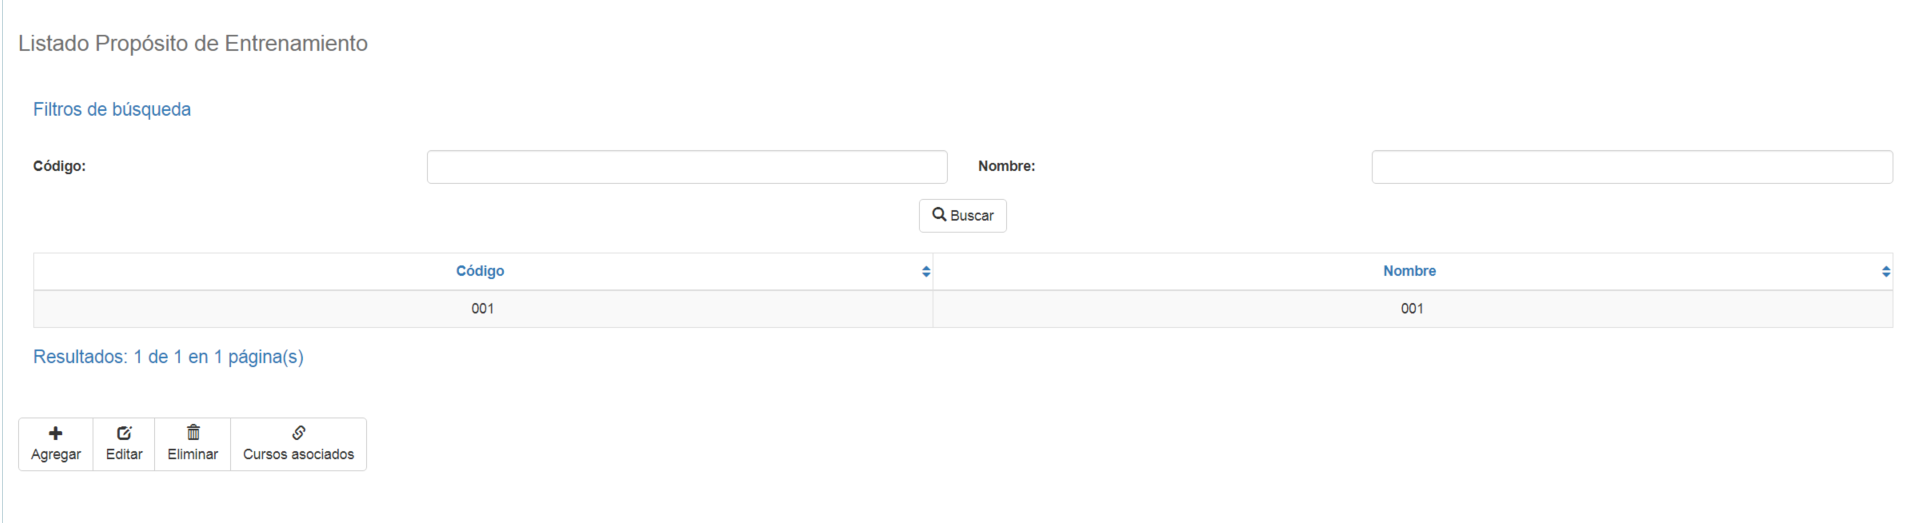 Listado Propósito de Entrenamiento
Filtros de búsqueda
Código: Nombre:
Buscar
Código Nombre
001 001
Resultados: 1 de 1 en 1 página(s)
Agregar Editar Eliminar Cursos asociados